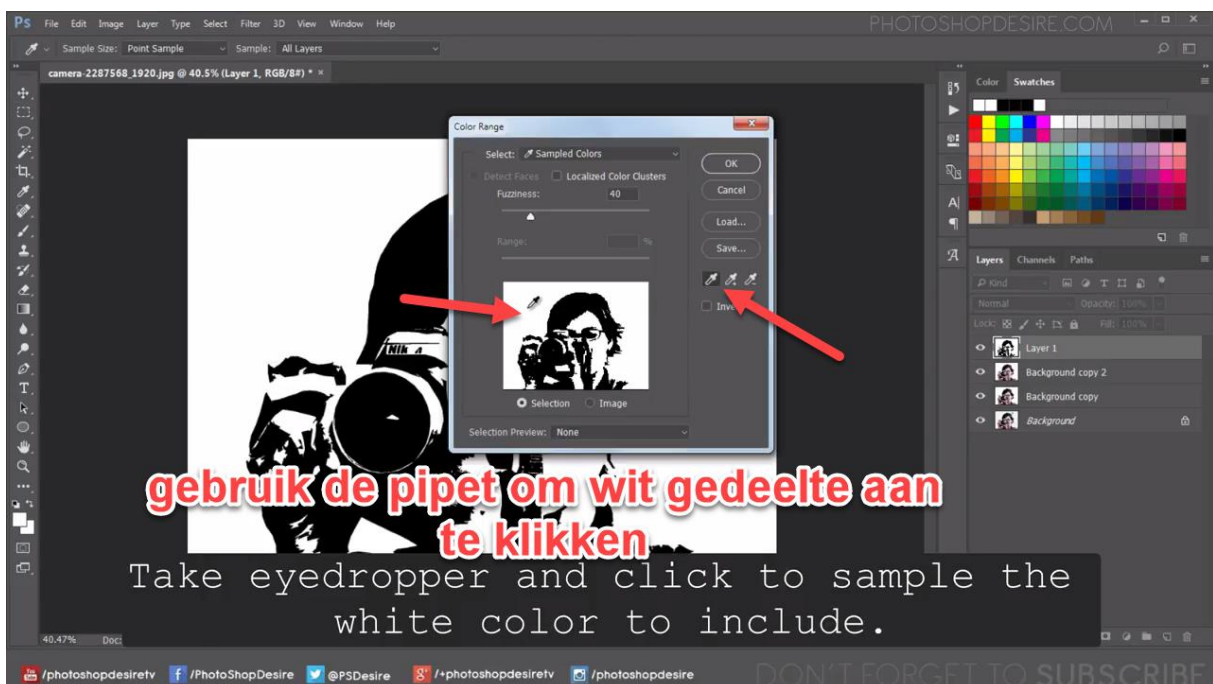 PS File Edit Image Layer Type Select Filter 3D View Window Help
PHOTOSHOPDESIRE.COM
Sample Size: Point Sample Sample: All Layers
camera-2287568_1920.jpg @ 40.5% (Layer 1, RGB/8#) * ×
Color Swatches
Color Range
Select: Sampled Colors
Detect Faces Localized Color Clusters
Fuzziness: 40
Range: %
OK
Cancel
Load...
Save...
Selection Image
Selection Preview: None
Layers Channels Paths
Kind
Normal Opacity: 100%
Lock: Fill: 100%
Layer 1
Background copy 2
Background copy
Background
Nik
gebruik de pipet om wit gedeelte aan
te klikken
Take eyedropper and click to sample the
white color to include.
40.47% Doc:
/photoshopdesiretv /PhotoShopDesire @PSDesire /+photoshopdesiretv /photoshopdesire
DON'T FORGET TO SUBSCRIBE